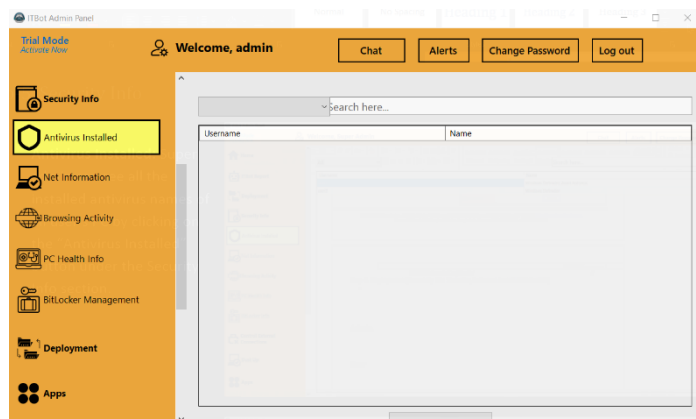 ITBot Admin Panel
Trial Mode
Activate Now
Welcome, admin
Chat
Alerts
Change Password
Log out
Security Info
Antivirus Installed
Net Information
Browsing Activity
PC Health Info
BitLocker Management
Deployment
Apps
Search here...
Username
Name